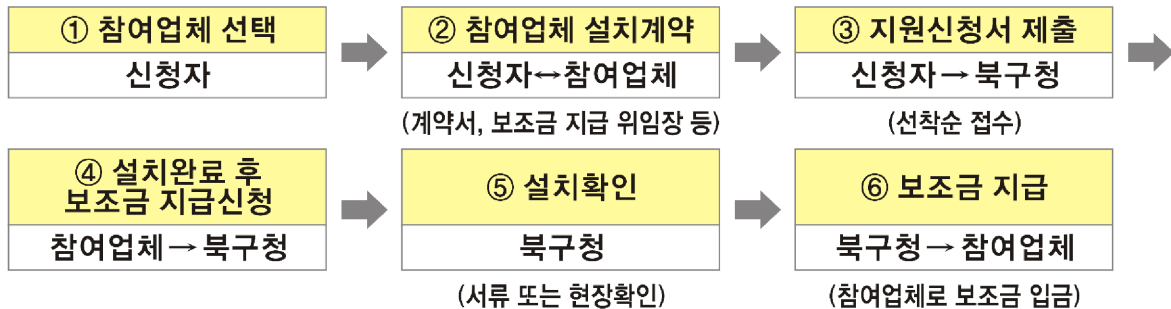 ① 참여업체 선택
신청자
② 참여업체 설치계약
신청자↔참여업체
(계약서, 보조금 지급 위임장 등)
③ 지원신청서 제출
신청자→북구청
(선착순 접수)
④ 설치완료 후
보조금 지급신청
참여업체→북구청
⑤ 설치확인
북구청
(서류 또는 현장확인)
⑥ 보조금 지급
북구청→참여업체
(참여업체로 보조금 입금)